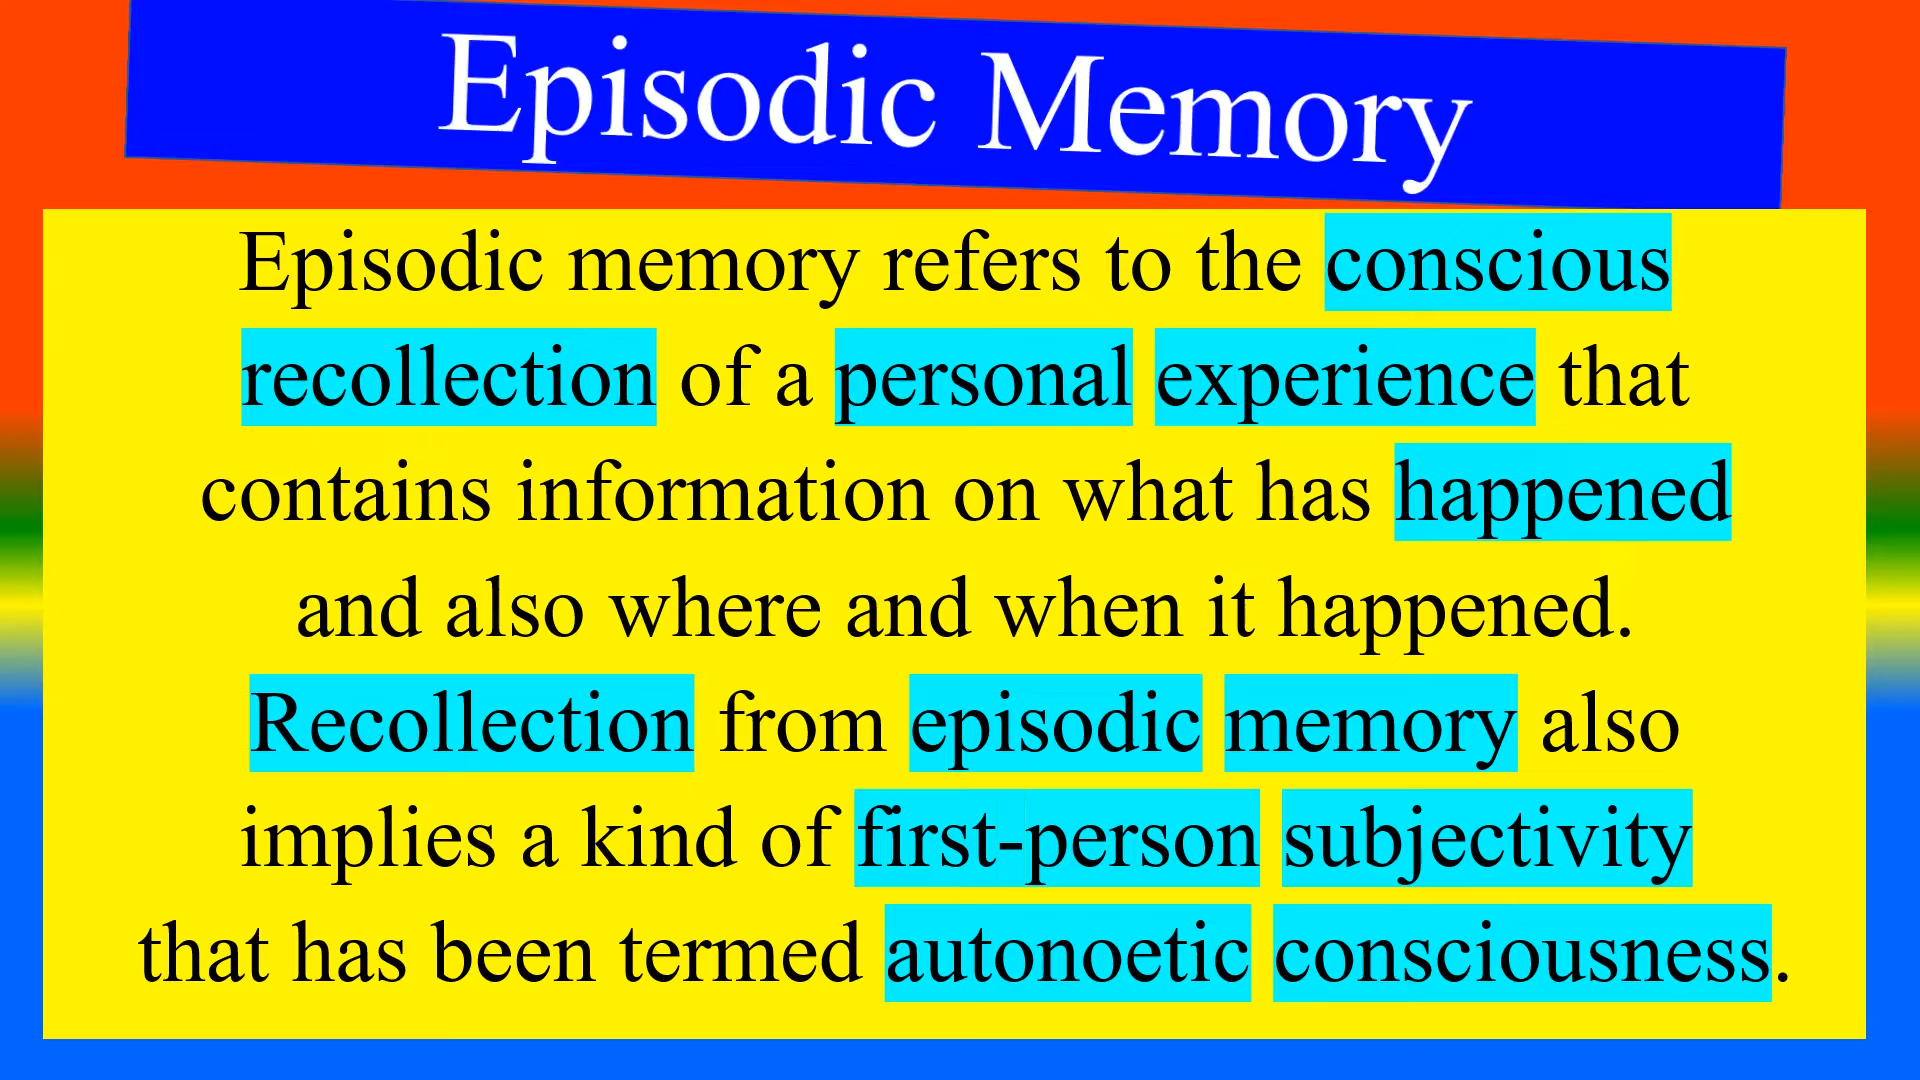 Episodic Memory
Episodic memory refers to the conscious
recollection of a personal experience that
contains information on what has happened
and also where and when it happened.
Recollection from episodic memory also
implies a kind of first-person subjectivity
that has been termed autonoetic consciousness.